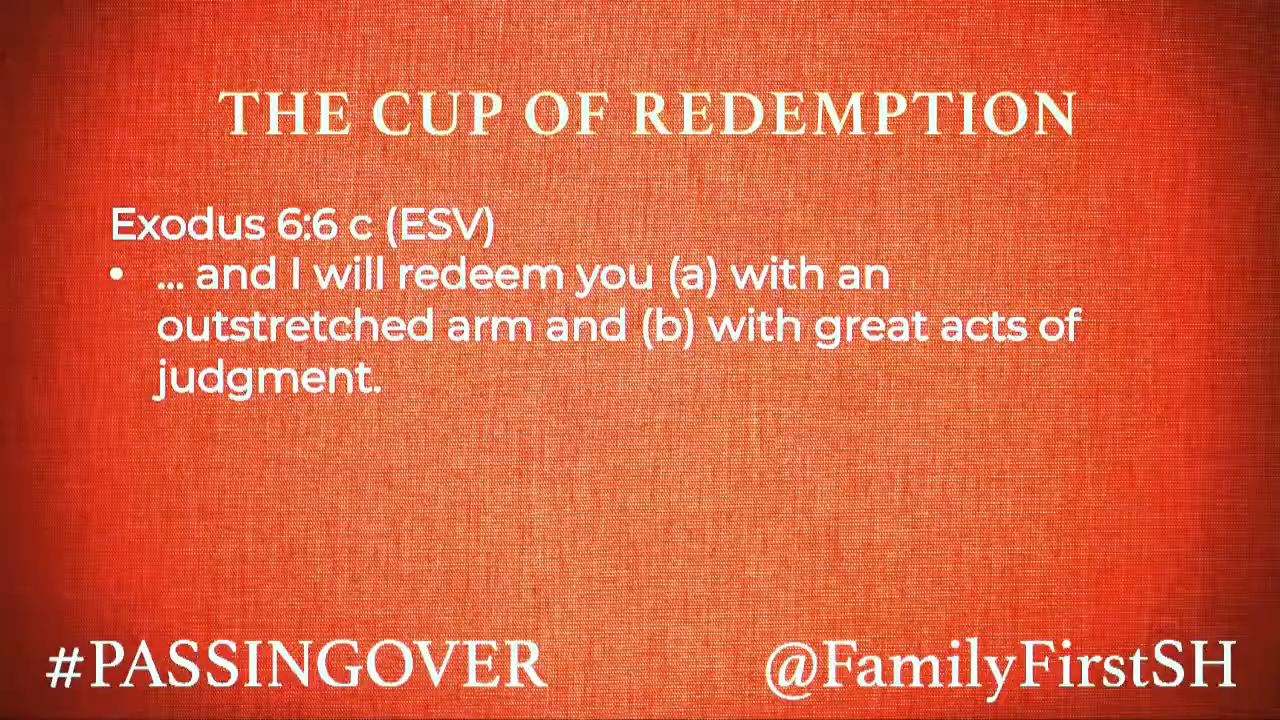 THE CUP OF REDEMPTION
Exodus 6:6 c (ESV)
• ... and I will redeem you (a) with an
outstretched arm and (b) with great acts of
judgment.
#PASSINGOVER
@FamilyFirstSH